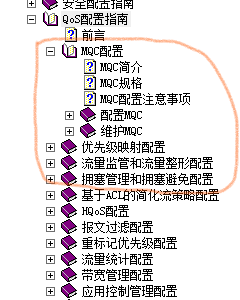 安全配置指南
QoS配置指南
前言
MQC配置
MQC简介
MQC规格
MQC配置注意事项
配置MQC
维护MQC
优先级映射配置
流量监管和流量整形配置
拥塞管理和拥塞避免配置
基于ACL的简化流策略配置
HQoS配置
报文过滤配置
重标记优先级配置
流量统计配置
带宽管理配置
应用控制管理配置